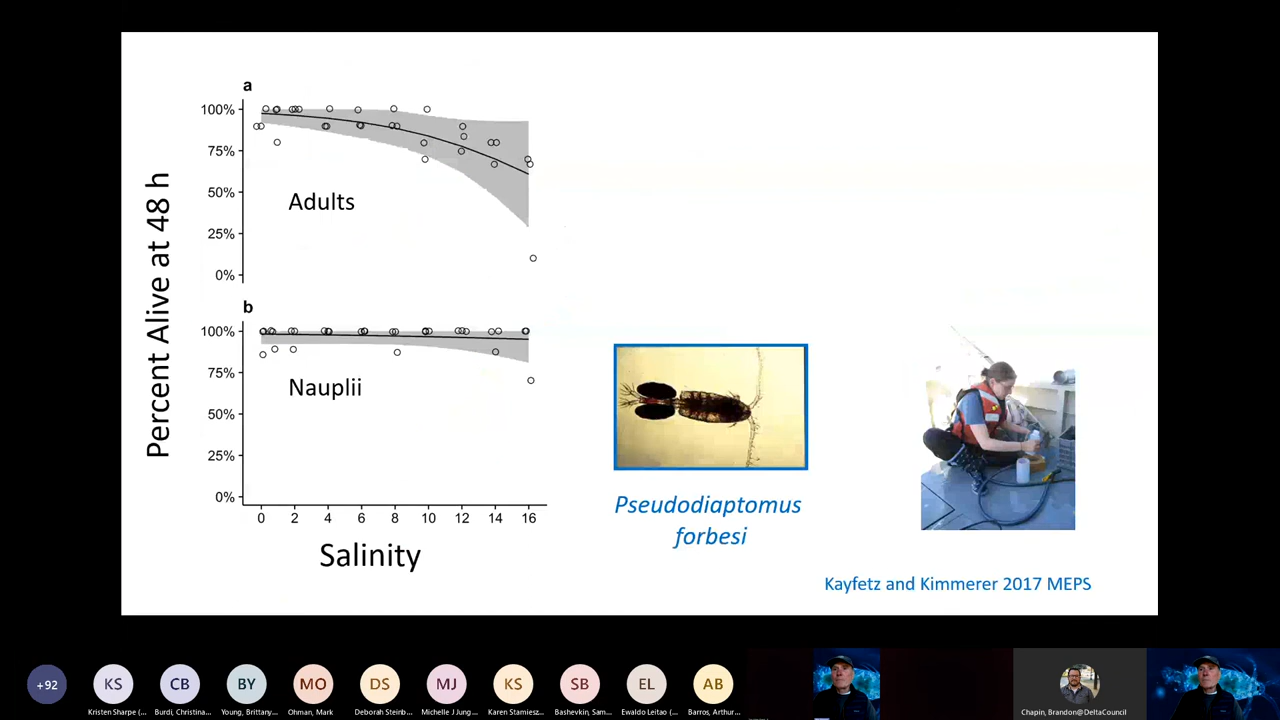 a
100%
75%
50%
25%
0%
Adults
b
100%
75%
50%
25%
0%
Nauplii
Percent Alive at 48 h
0 2 4 6 8 10 12 14 16
Salinity
Pseudodiaptomus
forbesi
Kayfetz and Kimmerer 2017 MEPS
+92
KS
CB
BY
MO
DS
MJ
KS
SB
EL
AB
Kristen Sharpe (...
Burdi, Christina...
Young, Brittany...
Ohman, Mark
Deborah Steinb...
Michelle J Jung...
Karen Stamiesz...
Bashevkin, Sam...
Ewaldo Leitao (...
Barros, Arthur...
Chapin, Brandon@DeltaCouncil